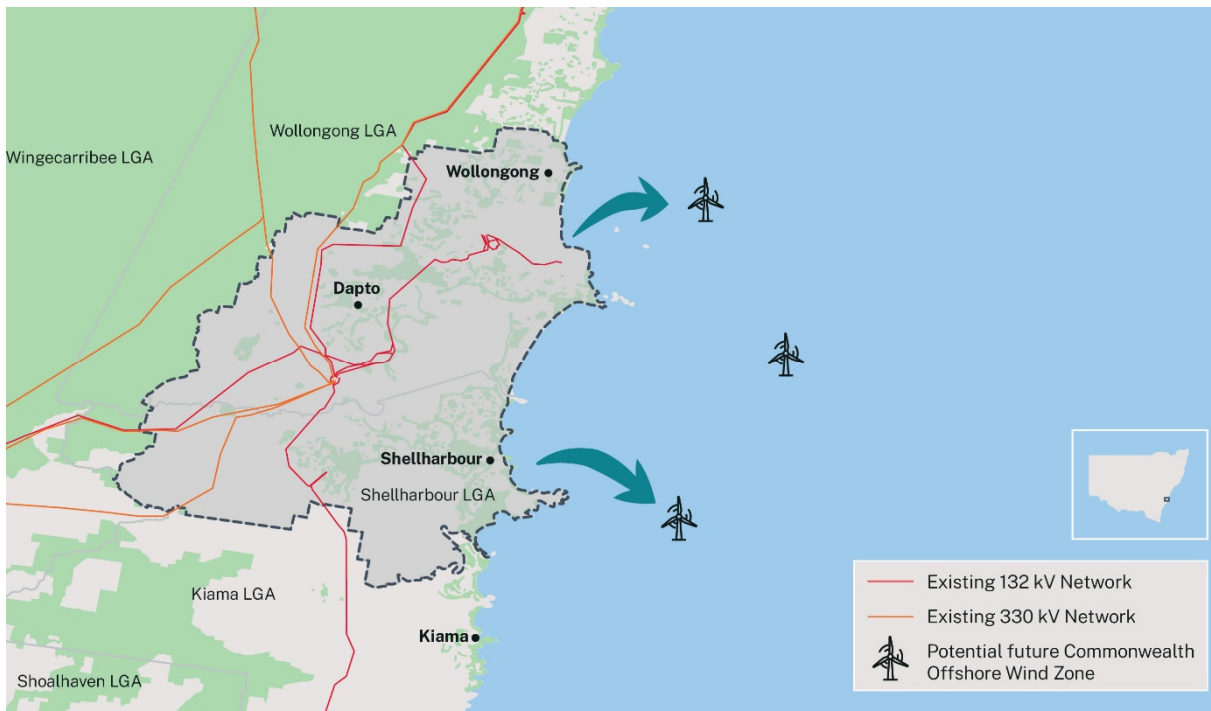 Wollongong LGA
Wingecarribee LGA
Wollongong
Dapto
Shellharbour
Shellharbour LGA
Kiama LGA
Kiama
Shoalhaven LGA
Existing 132 kV Network
Existing 330 kV Network
Potential future Commonwealth
Offshore Wind Zone